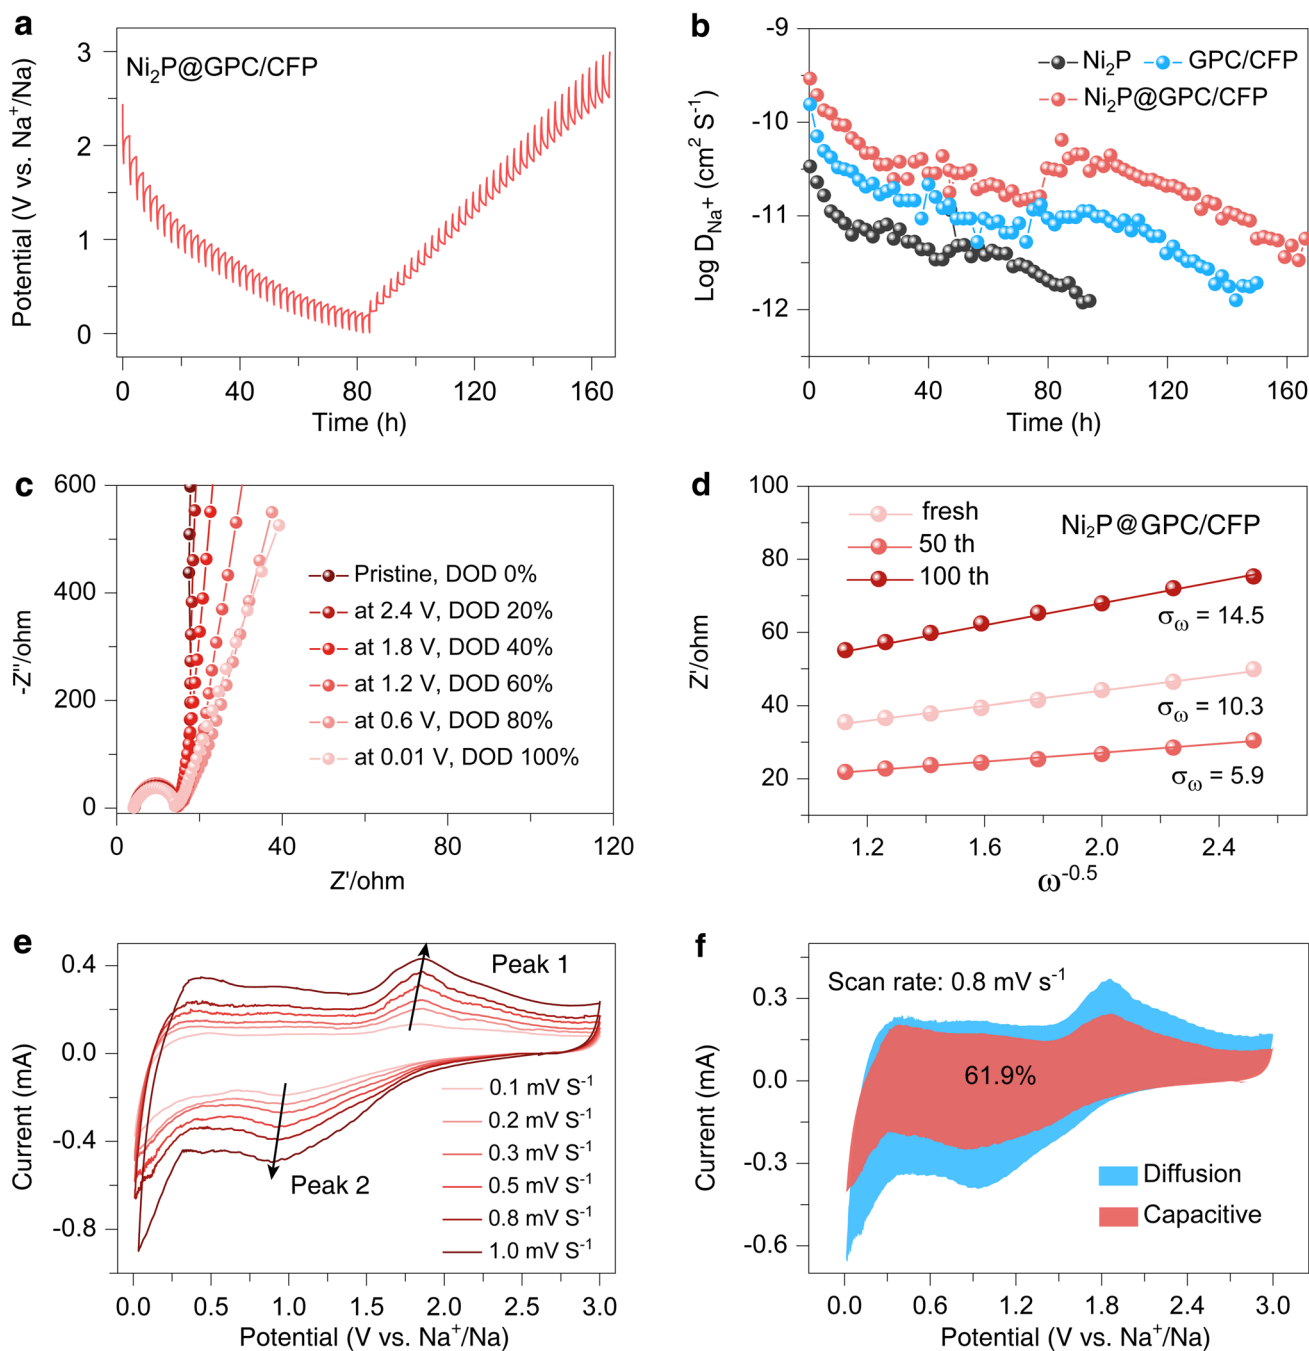 a
Ni₂P@GPC/CFP
Potential (V vs. Na⁺/Na)
3
2
1
0
0 40 80 120 160
Time (h)
b
Ni₂P GPC/CFP
Ni₂P@GPC/CFP
Log D_Na⁺ (cm² S⁻¹)
-9
-10
-11
-12
0 40 80 120 160
Time (h)
c
-Z"/ohm
600
400
200
0
Pristine, DOD 0%
at 2.4 V, DOD 20%
at 1.8 V, DOD 40%
at 1.2 V, DOD 60%
at 0.6 V, DOD 80%
at 0.01 V, DOD 100%
0 40 80 120
Z'/ohm
d
Z'/ohm
100
80
60
40
20
fresh
50 th
100 th
Ni₂P@GPC/CFP
σω = 14.5
σω = 10.3
σω = 5.9
1.2 1.6 2.0 2.4
ω⁻⁰·⁵
e
Current (mA)
0.4
0.0
-0.4
-0.8
Peak 1
Peak 2
0.1 mV S⁻¹
0.2 mV S⁻¹
0.3 mV S⁻¹
0.5 mV S⁻¹
0.8 mV S⁻¹
1.0 mV S⁻¹
0.0 0.5 1.0 1.5 2.0 2.5 3.0
Potential (V vs. Na⁺/Na)
f
Current (mA)
0.3
0.0
-0.3
-0.6
Scan rate: 0.8 mV s⁻¹
61.9%
Diffusion
Capacitive
0.0 0.6 1.2 1.8 2.4 3.0
Potential (V vs. Na⁺/Na)